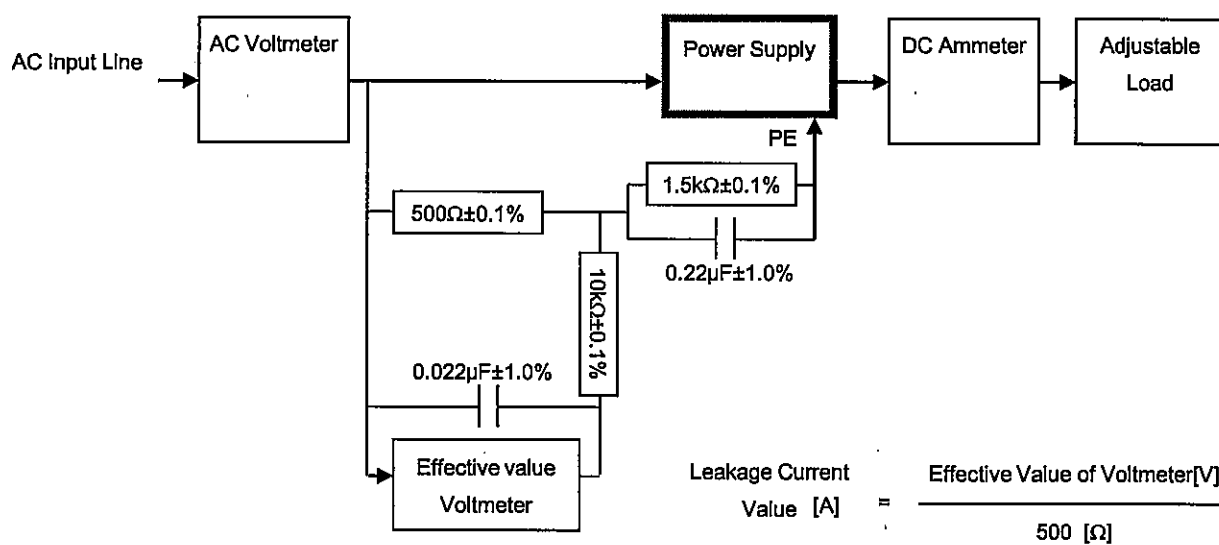 AC Input Line
AC Voltmeter
Power Supply
DC Ammeter
Adjustable
Load
PE
500Ω±0.1%
1.5kΩ±0.1%
0.22μF±1.0%
10kΩ±0.1%
0.022μF±1.0%
Effective value
Voltmeter
Leakage Current
Value [A]
=
Effective Value of Voltmeter[V]
500 [Ω]